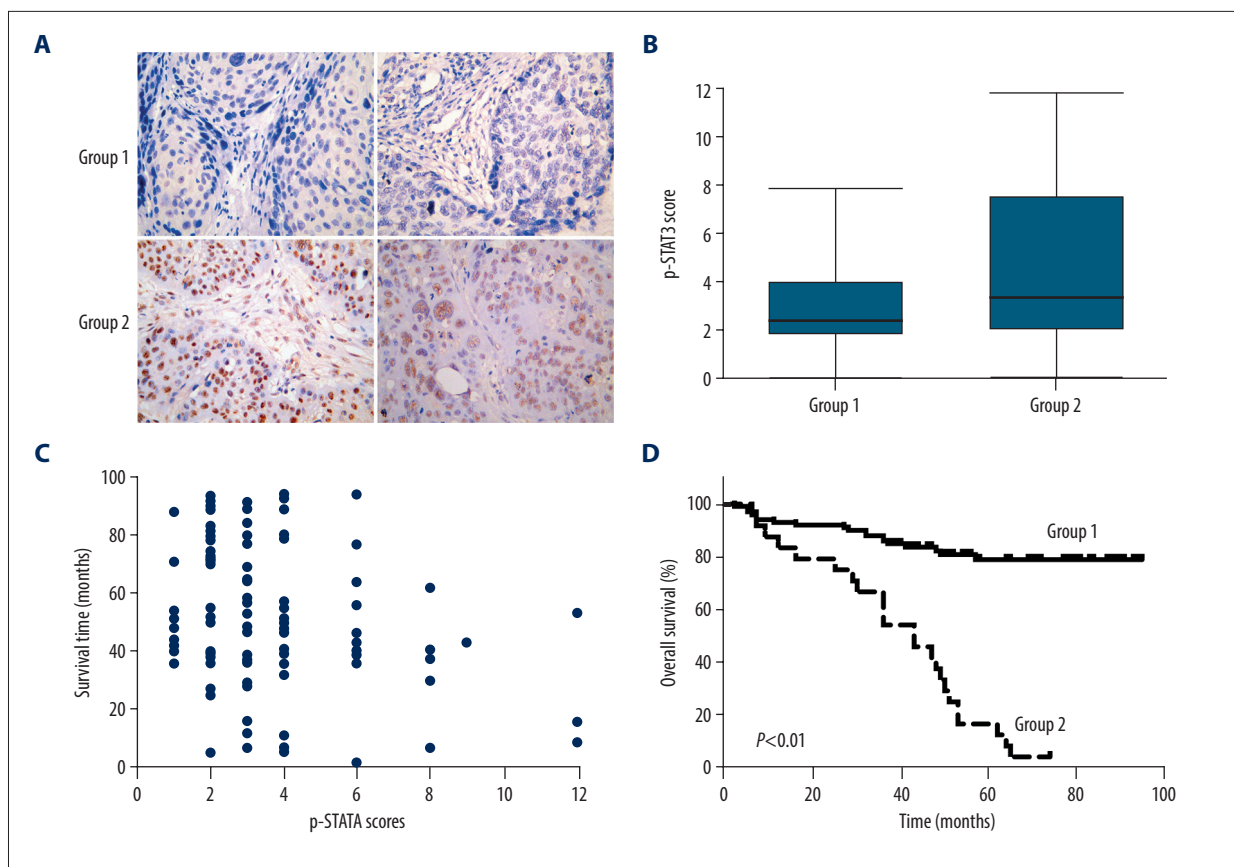 A
Group 1
Group 2
B
p-STAT3 score
12
10
8
6
4
2
0
Group 1
Group 2
C
Survival time (months)
100
80
60
40
20
0
0
2
4
6
8
10
12
p-STATA scores
D
Overall survival (%)
100
80
60
40
20
0
Group 1
Group 2
P<0.01
0
20
40
60
80
100
Time (months)